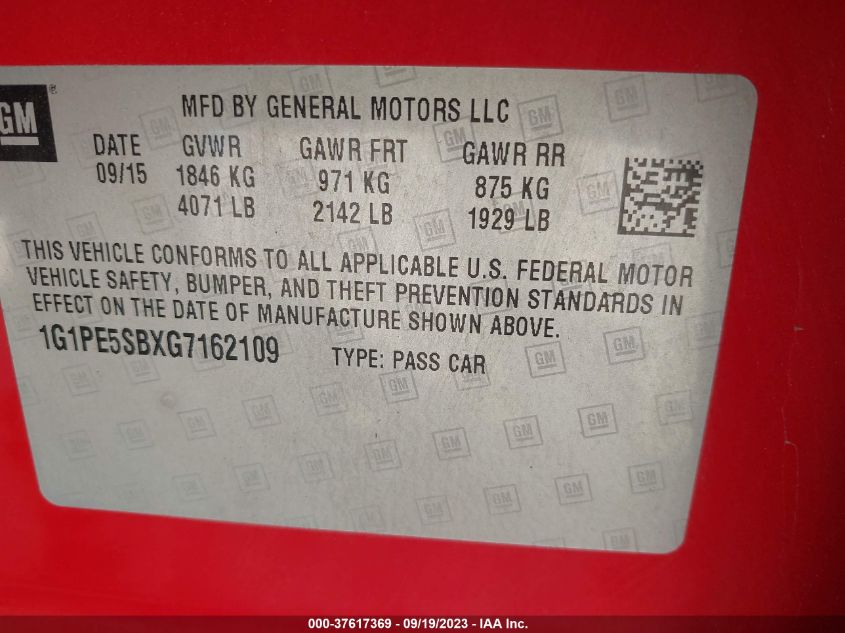 GM ®
MFD BY GENERAL MOTORS LLC
DATE GVWR GAWR FRT GAWR RR
09/15 1846 KG 971 KG 875 KG
4071 LB 2142 LB 1929 LB
THIS VEHICLE CONFORMS TO ALL APPLICABLE U.S. FEDERAL MOTOR
VEHICLE SAFETY, BUMPER, AND THEFT PREVENTION STANDARDS IN
EFFECT ON THE DATE OF MANUFACTURE SHOWN ABOVE.
1G1PE5SBXG7162109 TYPE: PASS CAR
000-37617369 - 09/19/2023 - IAA Inc.